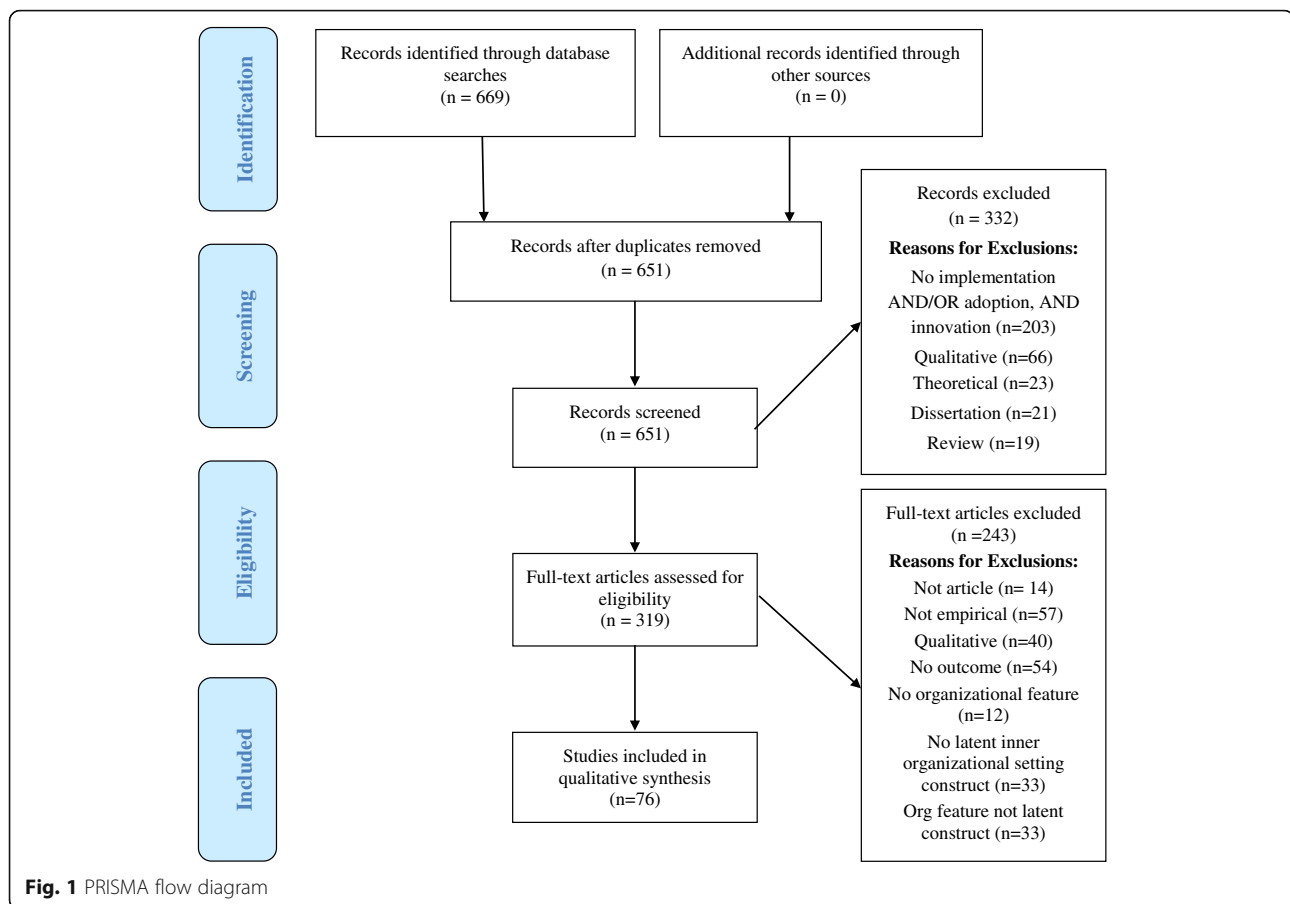 Identification
Records identified through database
searches
(n = 669)
Additional records identified through
other sources
(n = 0)
Records after duplicates removed
(n = 651)
Records excluded
(n = 332)
Reasons for Exclusions:
No implementation
AND/OR adoption, AND
innovation (n=203)
Qualitative (n=66)
Theoretical (n=23)
Dissertation (n=21)
Review (n=19)
Screening
Records screened
(n = 651)
Eligibility
Full-text articles assessed for
eligibility
(n = 319)
Full-text articles excluded
(n =243)
Reasons for Exclusions:
Not article (n= 14)
Not empirical (n=57)
Qualitative (n=40)
No outcome (n=54)
No organizational feature
(n=12)
No latent inner
organizational setting
construct (n=33)
Org feature not latent
construct (n=33)
Included
Studies included in
qualitative synthesis
(n=76)
Fig. 1 PRISMA flow diagram